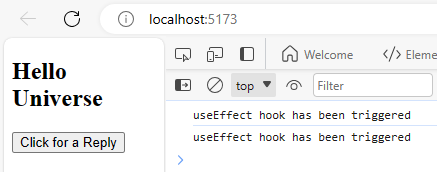 localhost:5173
Hello
Universe
Click for a Reply
Welcome
Eleme
top
Filter
useEffect hook has been triggered
useEffect hook has been triggered